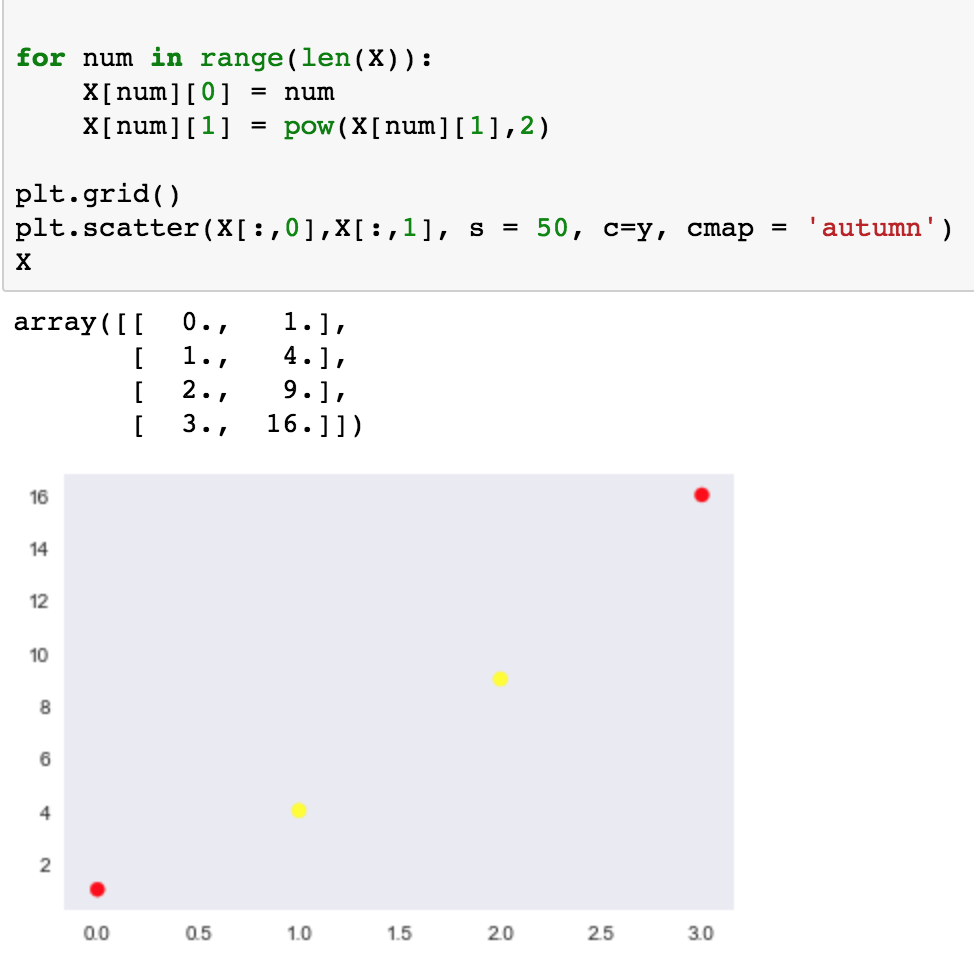 for num in range(len(X)):
    X[num][0] = num
    X[num][1] = pow(X[num][1],2)
plt.grid()
plt.scatter(X[:,0],X[:,1], s = 50, c=y, cmap = 'autumn')
X
array([[  0.,   1.],
       [  1.,   4.],
       [  2.,   9.],
       [  3.,  16.]])
16
14
12
10
8
6
4
2
0.0 0.5 1.0 1.5 2.0 2.5 3.0